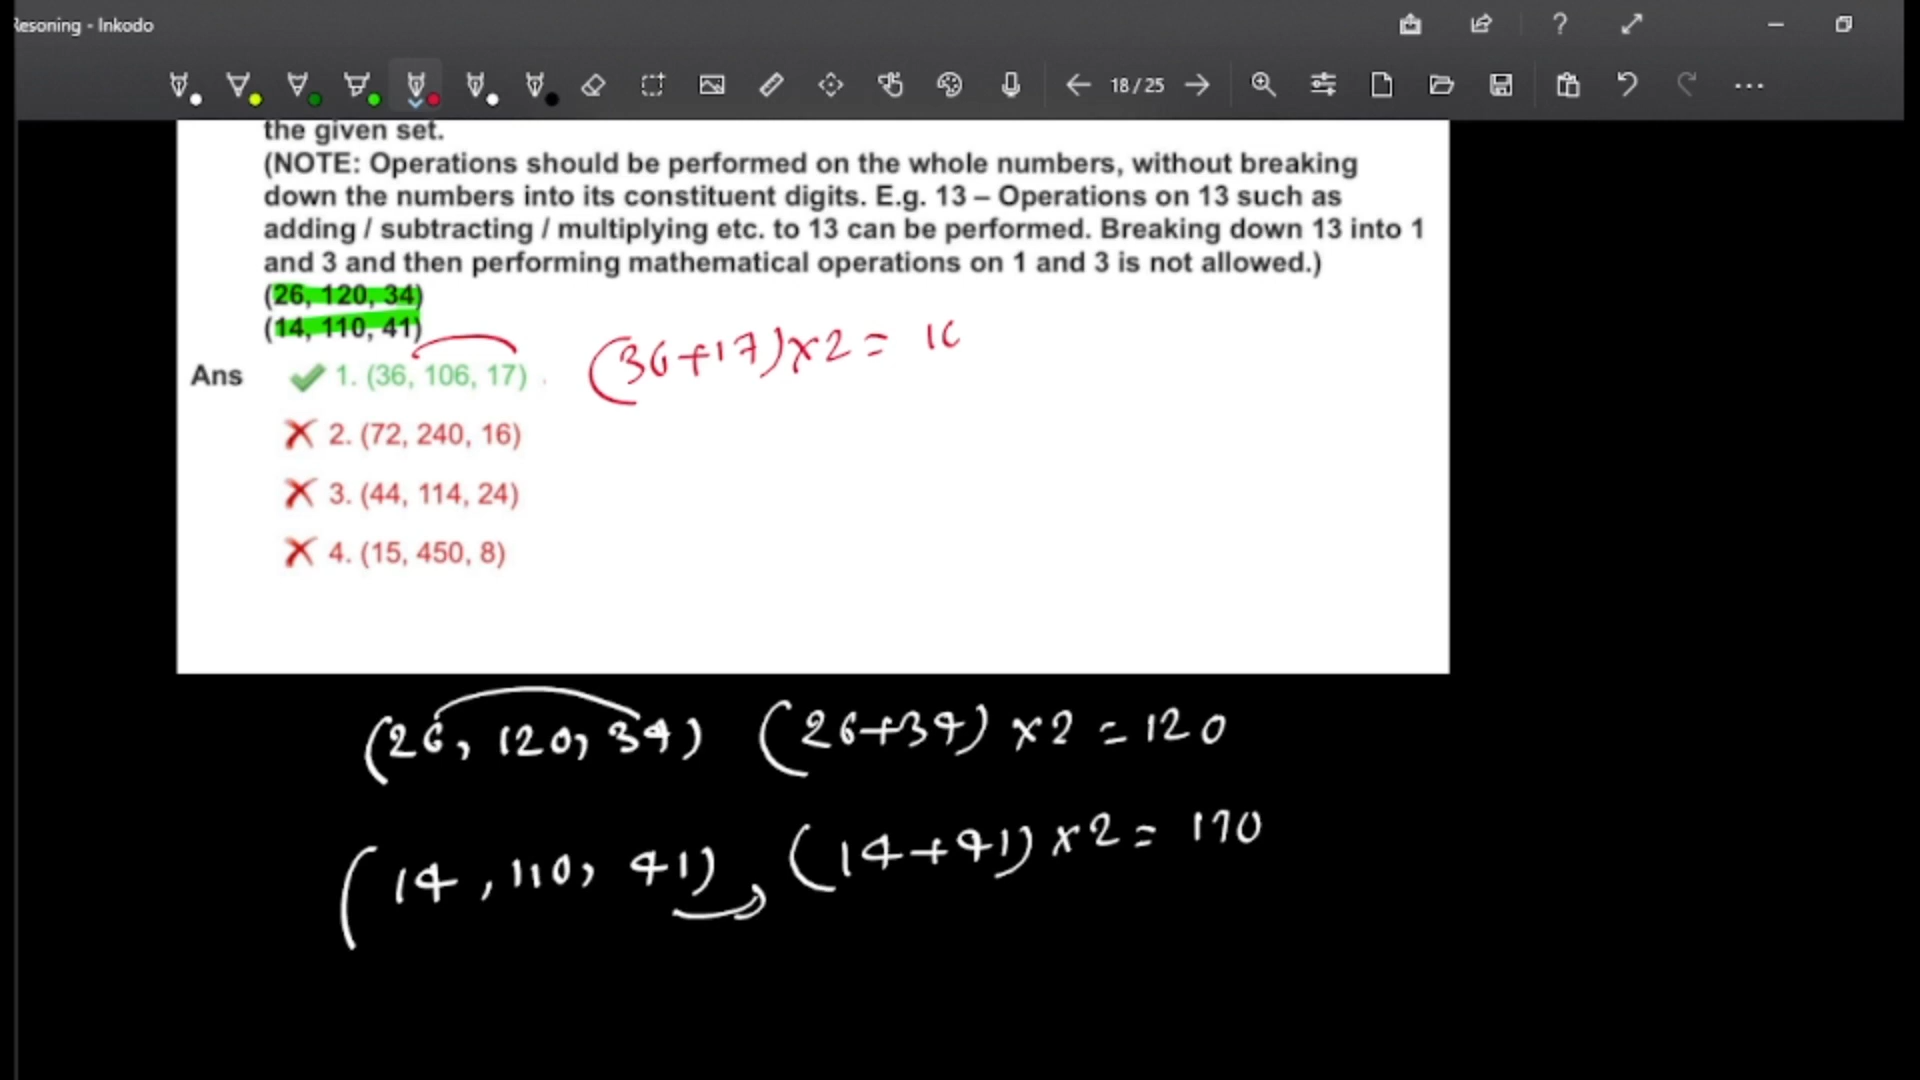 Resoning - Inkodo
18 / 25
the given set.
(NOTE: Operations should be performed on the whole numbers, without breaking
down the numbers into its constituent digits. E.g. 13 – Operations on 13 such as
adding / subtracting / multiplying etc. to 13 can be performed. Breaking down 13 into 1
and 3 and then performing mathematical operations on 1 and 3 is not allowed.)
(26, 120, 34)
(14, 110, 41)
(36+17)×2 = 10
Ans 1. (36, 106, 17)
2. (72, 240, 16)
3. (44, 114, 24)
4. (15, 450, 8)
(26, 120, 34) (26+34) ×2 = 120
(14, 110, 41) (14+41) ×2 = 110